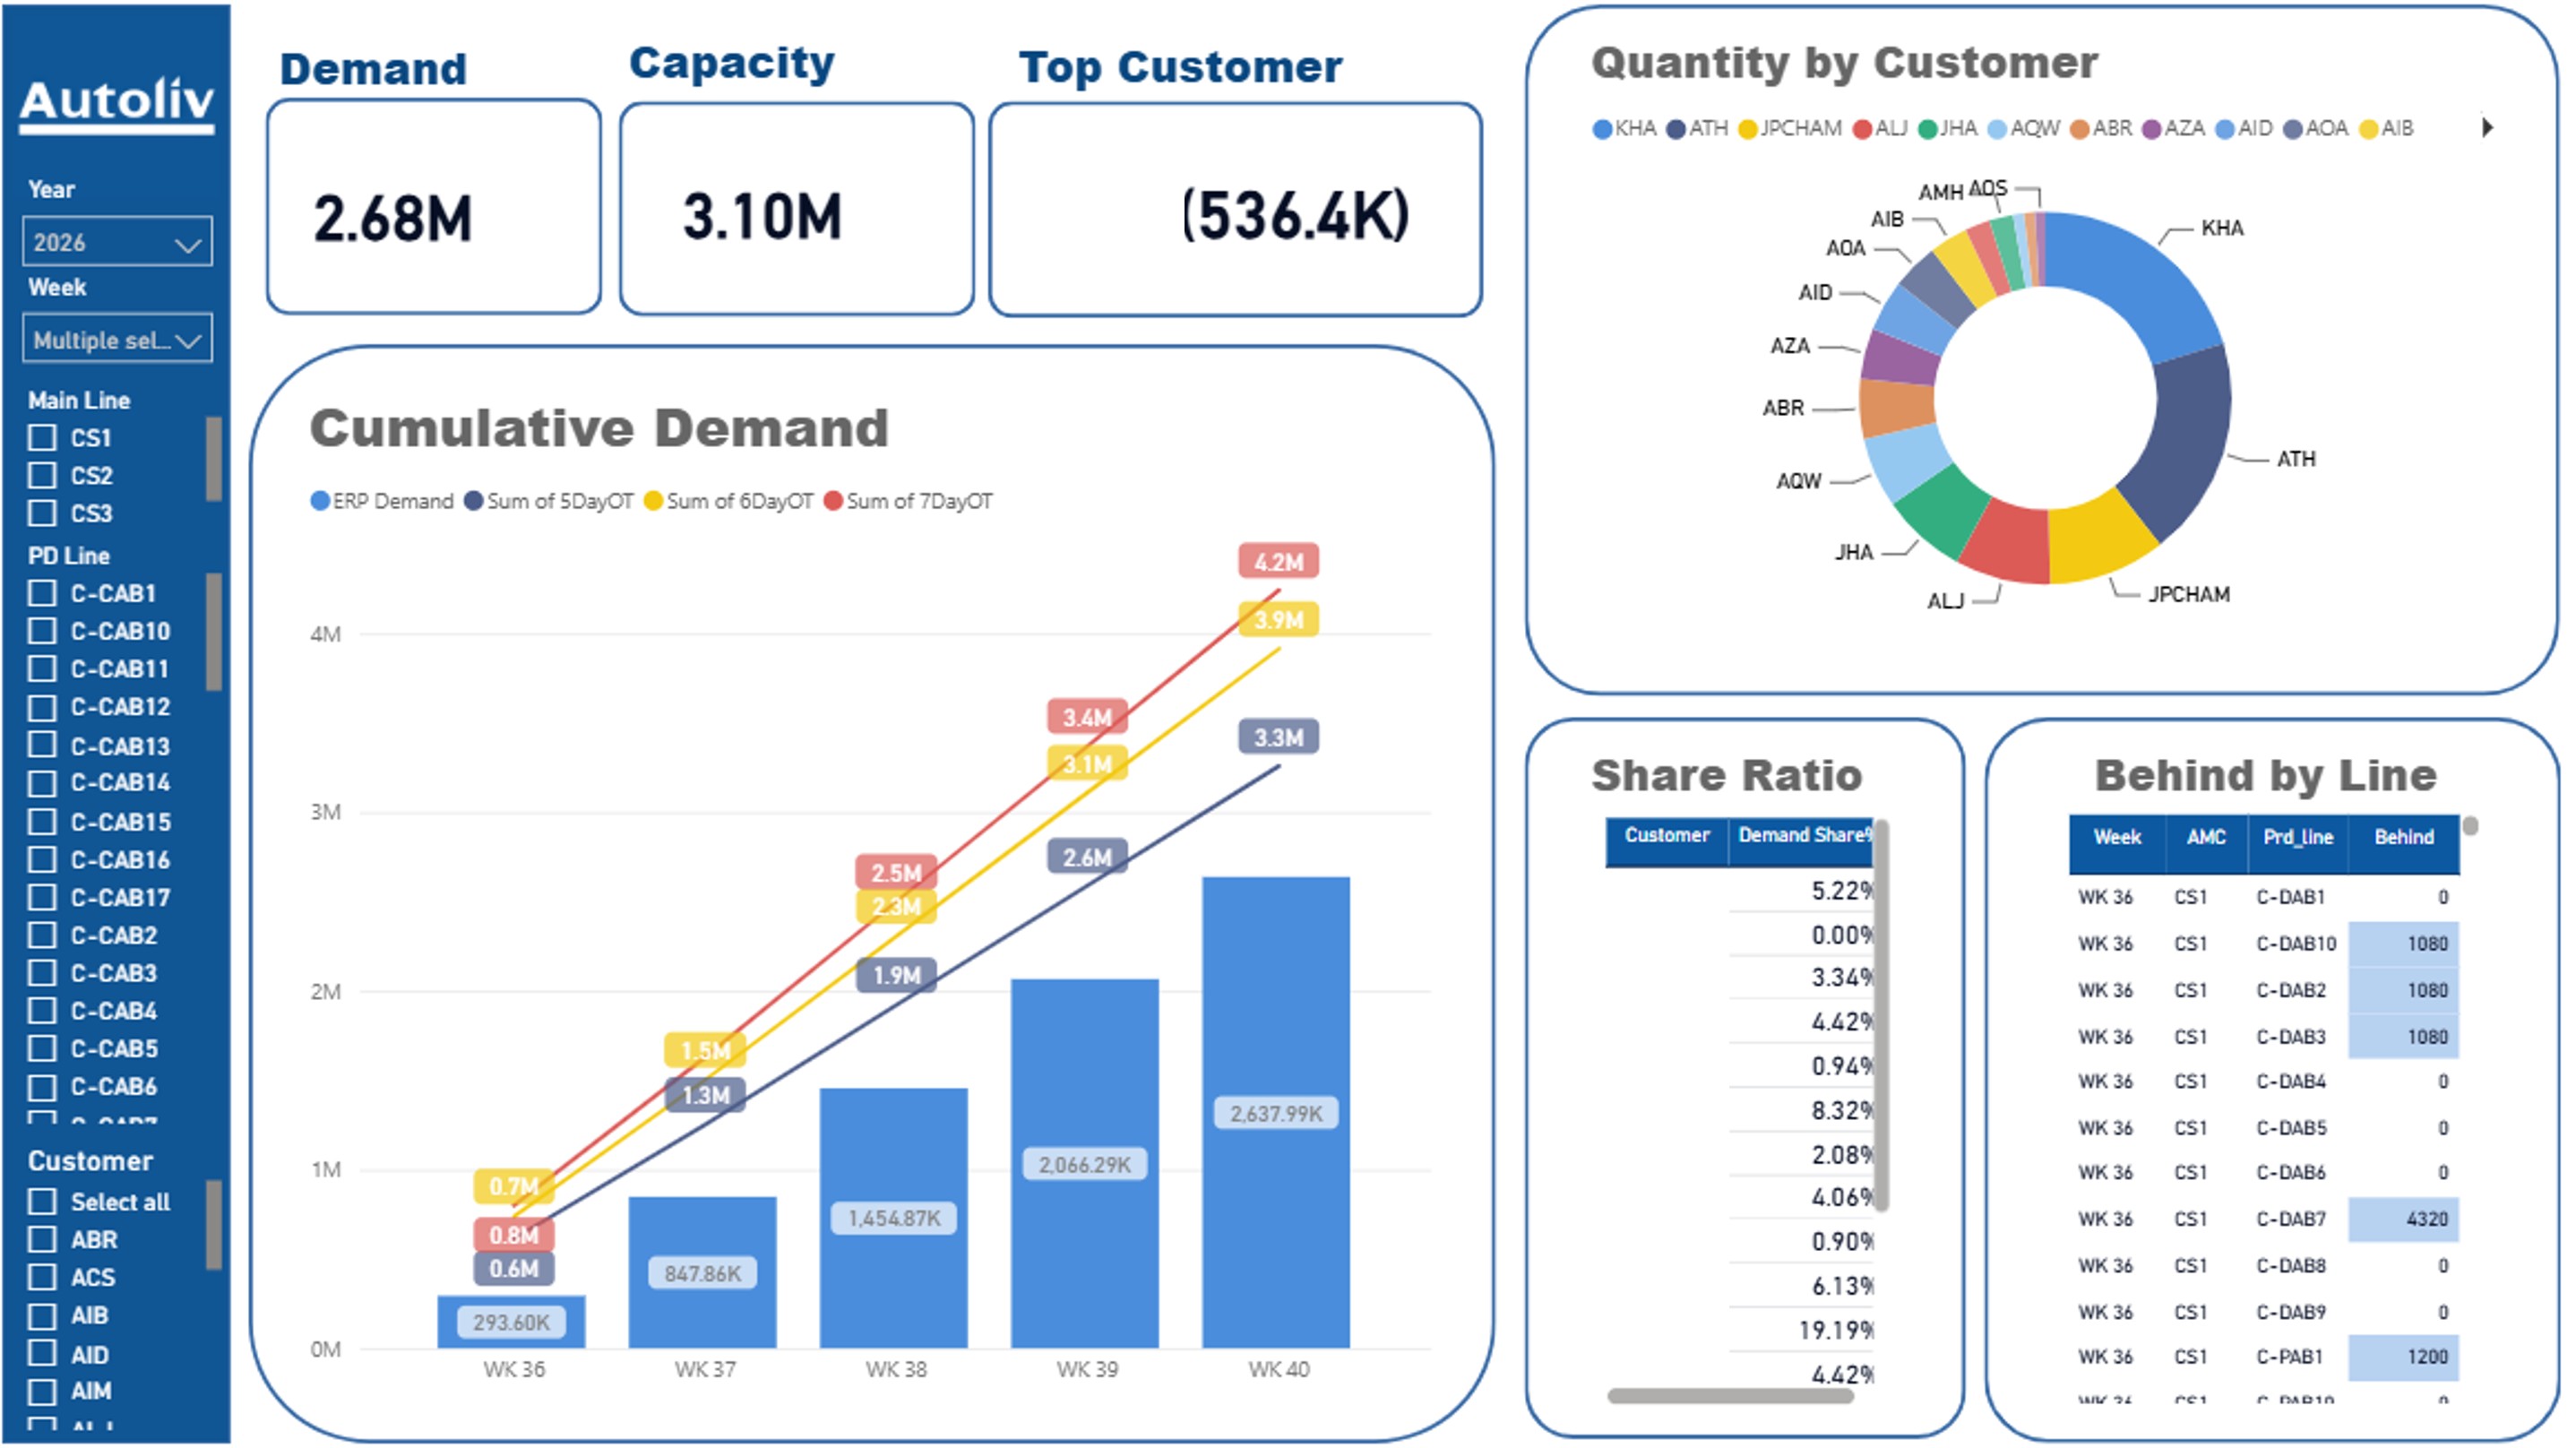 Autoliv
Year
2026
Week
Multiple sel...
Main Line
CS1
CS2
CS3
PD Line
C-CAB1
C-CAB10
C-CAB11
C-CAB12
C-CAB13
C-CAB14
C-CAB15
C-CAB16
C-CAB17
C-CAB2
C-CAB3
C-CAB4
C-CAB5
C-CAB6
Customer
Select all
ABR
ACS
AIB
AID
AIM
Demand
2.68M
Capacity
3.10M
Top Customer
(536.4K)
Cumulative Demand
ERP Demand Sum of 5DayOT Sum of 6DayOT Sum of 7DayOT
4M
3M
2M
1M
0M
4.2M
3.9M
3.4M
3.1M
3.3M
2.5M
2.3M
2.6M
1.9M
1.5M
1.3M
0.7M
0.8M
0.6M
293.60K
847.86K
1,454.87K
2,066.29K
2,637.99K
WK 36 WK 37 WK 38 WK 39 WK 40
Quantity by Customer
KHA ATH JPCHAM ALJ JHA AQW ABR AZA AID AOA AIB
AMH AOS
AIB
KHA
AOA
AID
AZA
ABR
ATH
AQW
JHA
JPCHAM
ALJ
Share Ratio
Customer Demand Share%
5.22%
0.00%
3.34%
4.42%
0.94%
8.32%
2.08%
4.06%
0.90%
6.13%
19.19%
4.42%
Behind by Line
Week AMC Prd_line Behind
WK 36 CS1 C-DAB1 0
WK 36 CS1 C-DAB10 1080
WK 36 CS1 C-DAB2 1080
WK 36 CS1 C-DAB3 1080
WK 36 CS1 C-DAB4 0
WK 36 CS1 C-DAB5 0
WK 36 CS1 C-DAB6 0
WK 36 CS1 C-DAB7 4320
WK 36 CS1 C-DAB8 0
WK 36 CS1 C-DAB9 0
WK 36 CS1 C-PAB1 1200